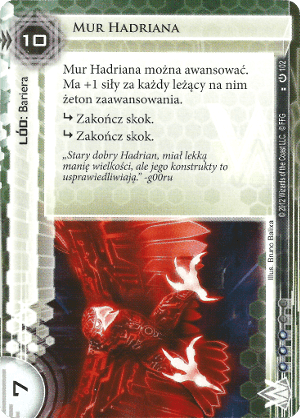 Mur Hadriana
10
LÓD: Bariera
Mur Hadriana można awansować.
Ma +1 siły za każdy leżący na nim
żeton zaawansowania.
↳ Zakończ skok.
↳ Zakończ skok.
„Stary dobry Hadrian, miał lekką
manię wielkości, ale jego konstrukty to
usprawiedliwiają.” -g00ru
7
Illus. Bruno Balixa
© 2012 Wizards of the Coast LLC. © FFG
102